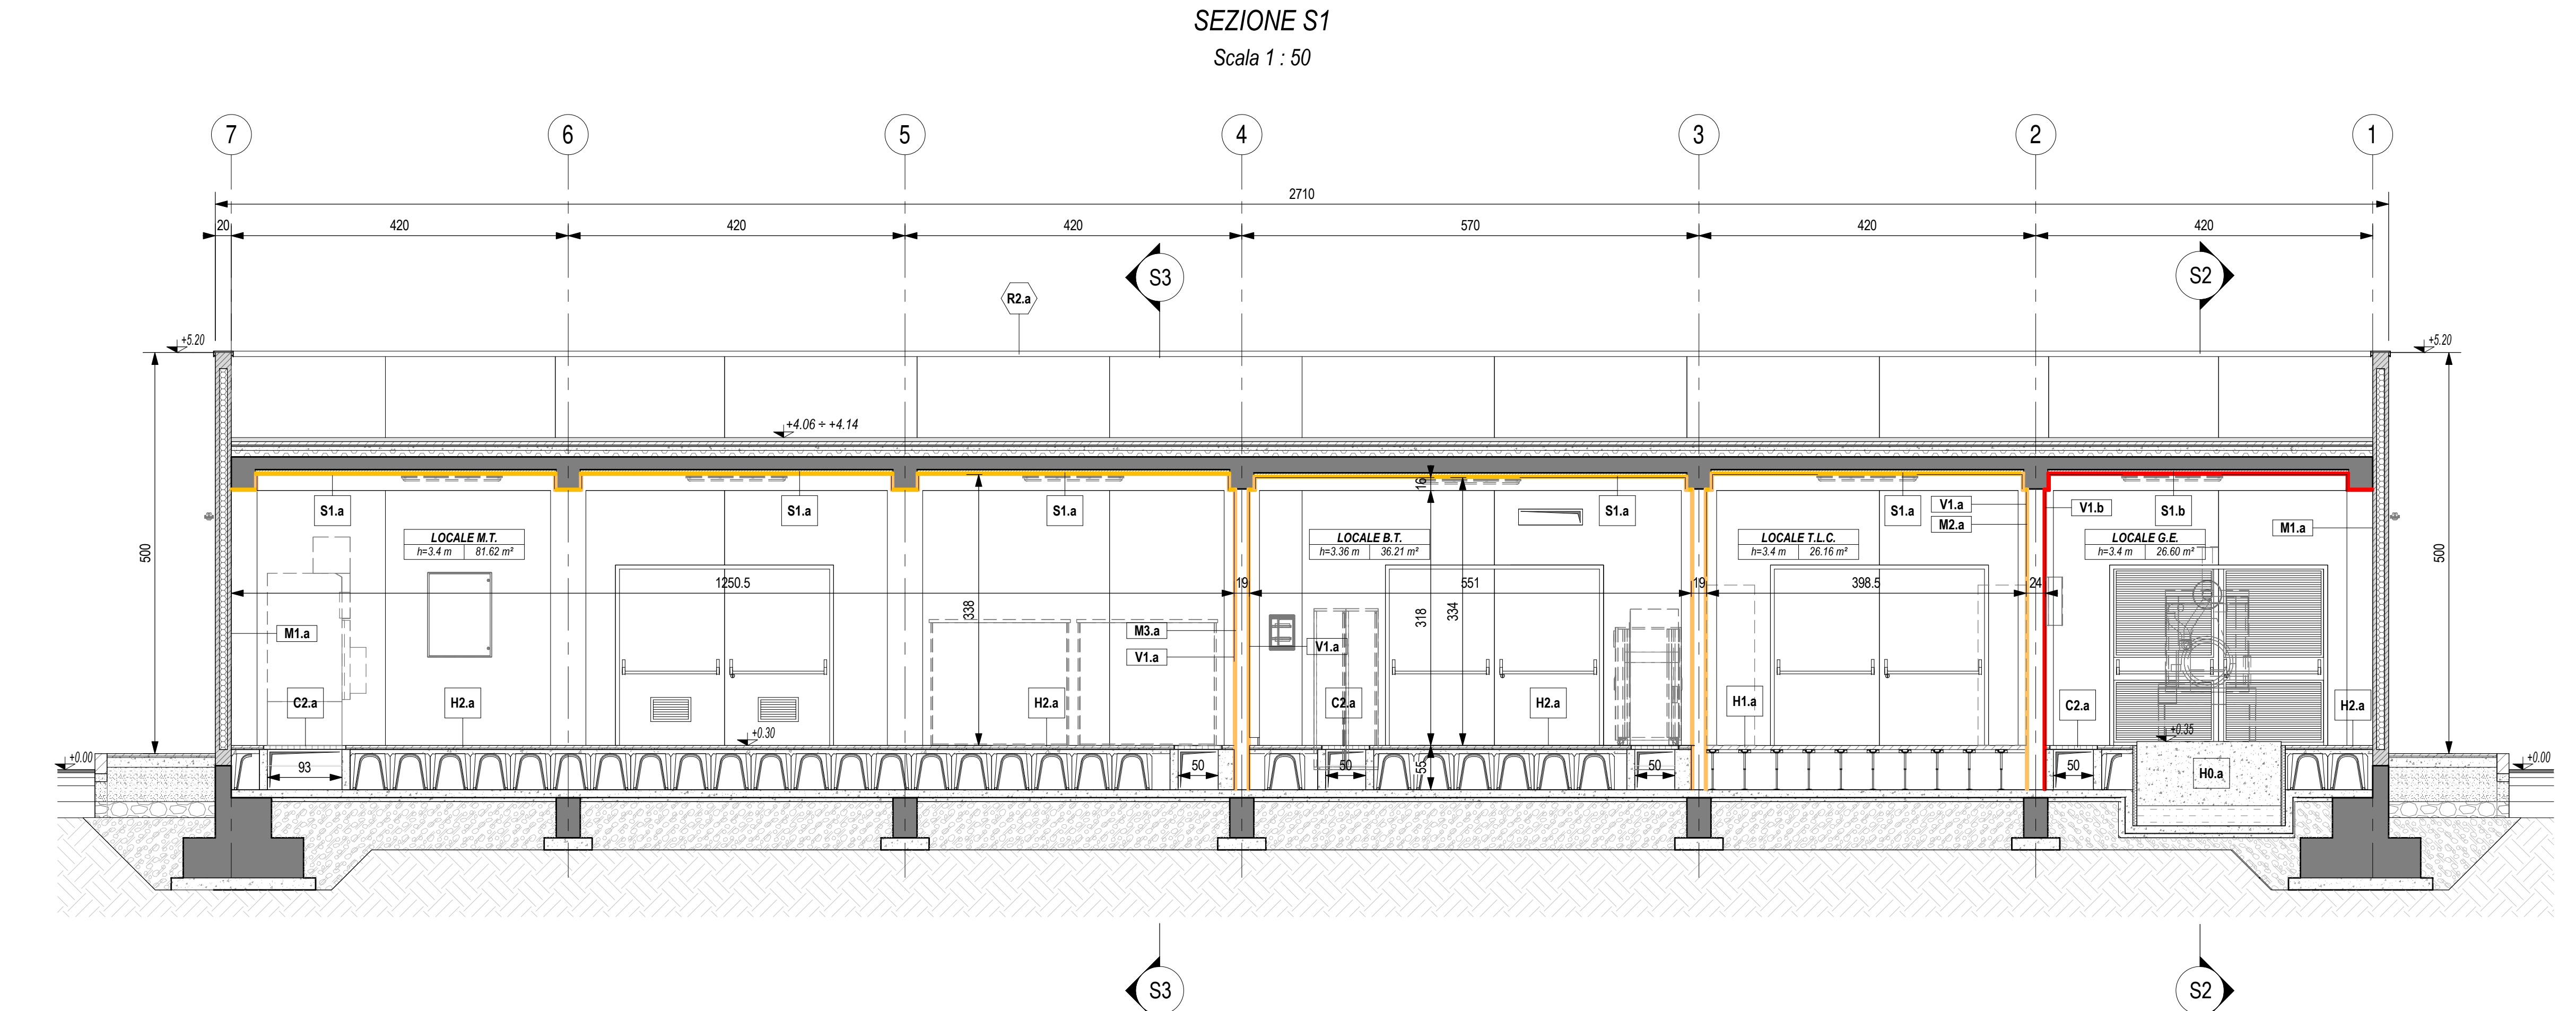 SEZIONE S1
Scala 1 : 50
7 6 5 4 3 2 1
2710
20 420 420 420 570 420 420
S3 S2
R2.a
+5.20 +5.20
+4.06 ÷ +4.14
16
S1.a S1.a S1.a S1.a S1.a V1.a V1.b S1.b
M2.a M1.a
LOCALE M.T. LOCALE B.T. LOCALE T.L.C. LOCALE G.E.
h=3.4 m 81.62 m² h=3.36 m 36.21 m² h=3.4 m 26.16 m² h=3.4 m 26.60 m²
500 500
1250.5 19 551 19 398.5 24
338 318 334
M1.a M3.a
V1.a V1.a
C2.a H2.a H2.a C2.a H2.a H1.a C2.a H2.a
+0.30 +0.35
+0.00 +0.00
93 50 50 55 50 50 H0.a
S3 S2